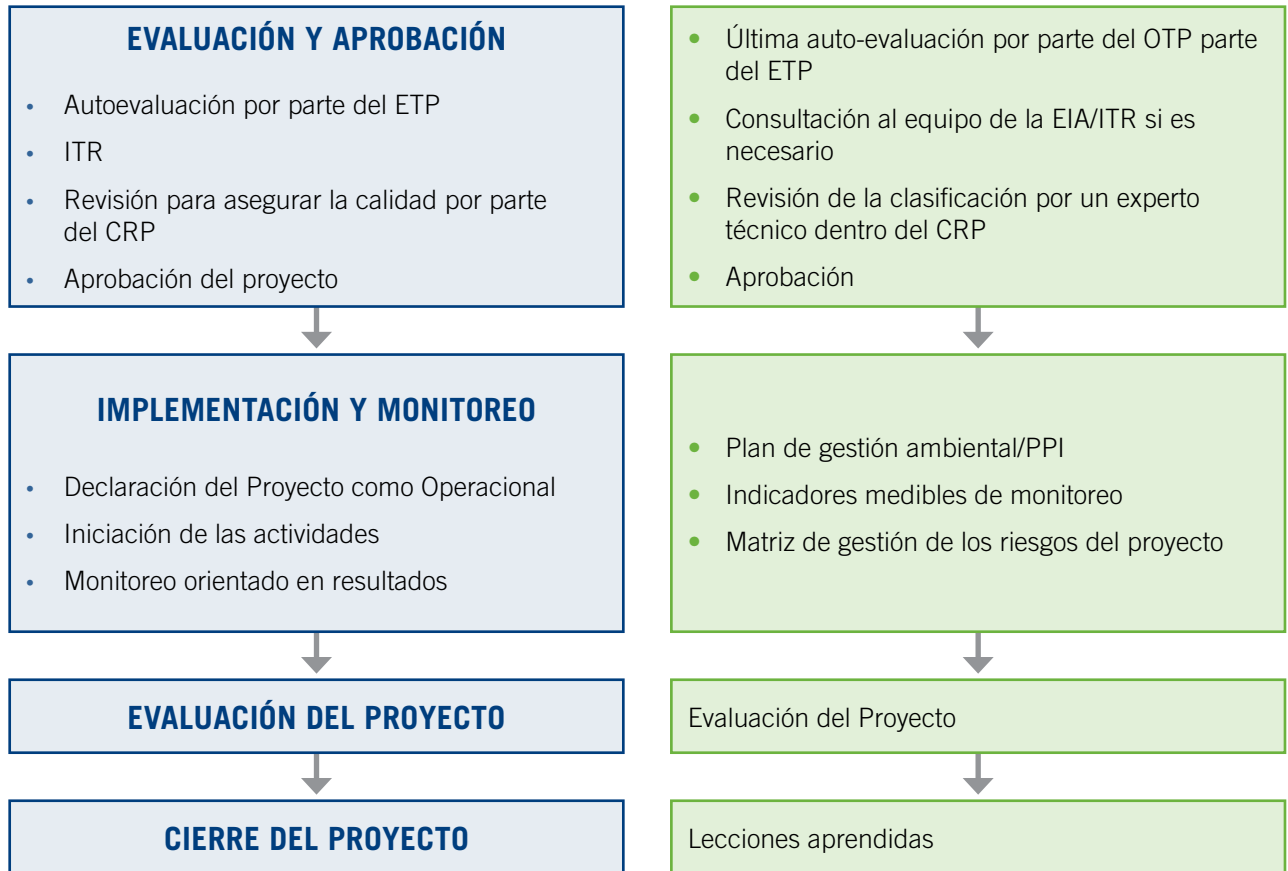 EVALUACIÓN Y APROBACIÓN
• Autoevaluación por parte del ETP
• ITR
• Revisión para asegurar la calidad por parte
del CRP
• Aprobación del proyecto
• Última auto-evaluación por parte del OTP parte
del ETP
• Consultación al equipo de la EIA/ITR si es
necesario
• Revisión de la clasificación por un experto
técnico dentro del CRP
• Aprobación
IMPLEMENTACIÓN Y MONITOREO
• Declaración del Proyecto como Operacional
• Iniciación de las actividades
• Monitoreo orientado en resultados
• Plan de gestión ambiental/PPI
• Indicadores medibles de monitoreo
• Matriz de gestión de los riesgos del proyecto
EVALUACIÓN DEL PROYECTO
Evaluación del Proyecto
CIERRE DEL PROYECTO
Lecciones aprendidas